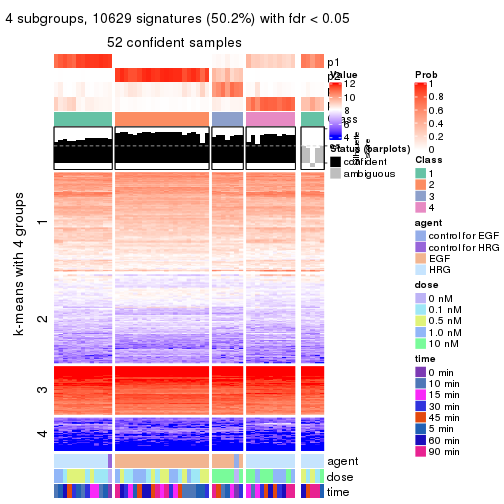 4 subgroups, 10629 signatures (50.2%) with fdr < 0.05
52 confident samples
p1
p2
Value
12
10
8
6
4
Status (barplots)
confident
ambiguous
k-means with 4 groups
1
2
3
4
agent
dose
time
Prob
1
0.8
0.6
0.4
0.2
0
Class
1
2
3
4
agent
control for EGF
control for HRG
EGF
HRG
dose
0 nM
0.1 nM
0.5 nM
1.0 nM
10 nM
time
0 min
10 min
15 min
30 min
45 min
5 min
60 min
90 min